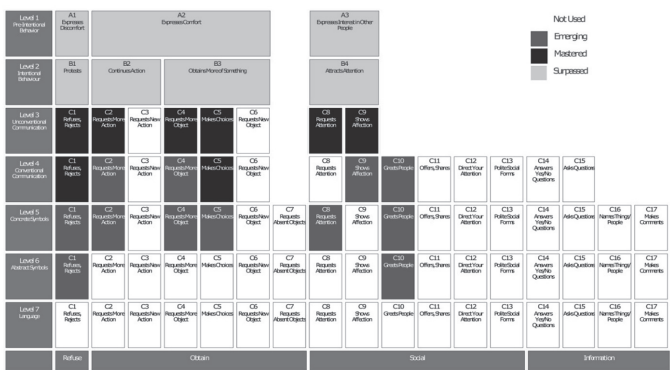 Level 1
Pre-Intentional
Behavior
A1
Expresses
Discomfort
A2
Expresses Comfort
A3
Expresses Interest in Other
People
Not Used
Emerging
Mastered
Surpassed
Level 2
Intentional
Behaviour
B1
Protests
B2
Continues Action
B3
Obtains More of Something
B4
Attracts Attention
Level 3
Unconventional
Communication
C1
Refuses,
Rejects
C2
Requests More
Action
C3
Requests New
Action
C4
Requests More
Object
C5
Makes Choices
C6
Requests New
Object
C8
Requests
Attention
C9
Shows
Affection
Level 4
Conventional
Communication
C1
Refuses,
Rejects
C2
Requests More
Action
C3
Requests New
Action
C4
Requests More
Object
C5
Makes Choices
C6
Requests New
Object
C8
Requests
Attention
C9
Shows
Affection
C10
Greets People
C11
Offers, Shares
C12
Direct Your
Attention
C13
Polite Social
Forms
C14
Answers
Yes/No
Questions
C15
Asks Questions
Level 5
Concrete Symbols
C1
Refuses,
Rejects
C2
Requests More
Action
C3
Requests New
Action
C4
Requests More
Object
C5
Makes Choices
C6
Requests New
Object
C7
Requests
Absent Objects
C8
Requests
Attention
C9
Shows
Affection
C10
Greets People
C11
Offers, Shares
C12
Direct Your
Attention
C13
Polite Social
Forms
C14
Answers
Yes/No
Questions
C15
Asks Questions
C16
Names Things/
People
C17
Makes
Comments
Level 6
Abstract Symbols
C1
Refuses,
Rejects
C2
Requests More
Action
C3
Requests New
Action
C4
Requests More
Object
C5
Makes Choices
C6
Requests New
Object
C7
Requests
Absent Objects
C8
Requests
Attention
C9
Shows
Affection
C10
Greets People
C11
Offers, Shares
C12
Direct Your
Attention
C13
Polite Social
Forms
C14
Answers
Yes/No
Questions
C15
Asks Questions
C16
Names Things/
People
C17
Makes
Comments
Level 7
Language
C1
Refuses,
Rejects
C2
Requests More
Action
C3
Requests New
Action
C4
Requests More
Object
C5
Makes Choices
C6
Requests New
Object
C7
Requests
Absent Objects
C8
Requests
Attention
C9
Shows
Affection
C10
Greets People
C11
Offers, Shares
C12
Direct Your
Attention
C13
Polite Social
Forms
C14
Answers
Yes/No
Questions
C15
Asks Questions
C16
Names Things/
People
C17
Makes
Comments
Refuse
Obtain
Social
Information